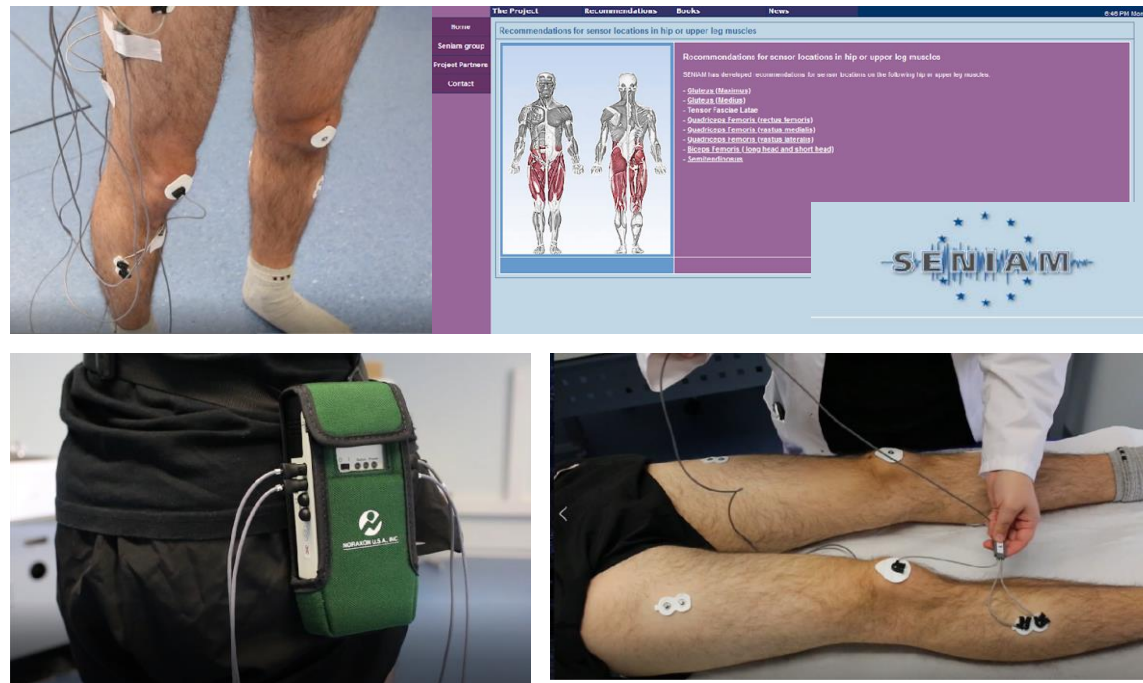 The Project Recommendations Books News
6:46 PM Mon
Home
Seniam group
Project Partners
Contact
Recommendations for sensor locations in hip or upper leg muscles
Recommendations for sensor locations in hip or upper leg muscles
SENIAM has developed recommendations for sensor locations on the following hip or upper leg muscles.
- Gluteus (Maximus)
- Gluteus (Medius)
- Tensor Fasciae Latae
- Quadriceps Femoris (rectus femoris)
- Quadriceps Femoris (vastus medialis)
- Quadriceps Femoris (vastus lateralis)
- Biceps Femoris (long head and short head)
- Semitendinosus
SENIAM
NORAXON U.S.A., INC.